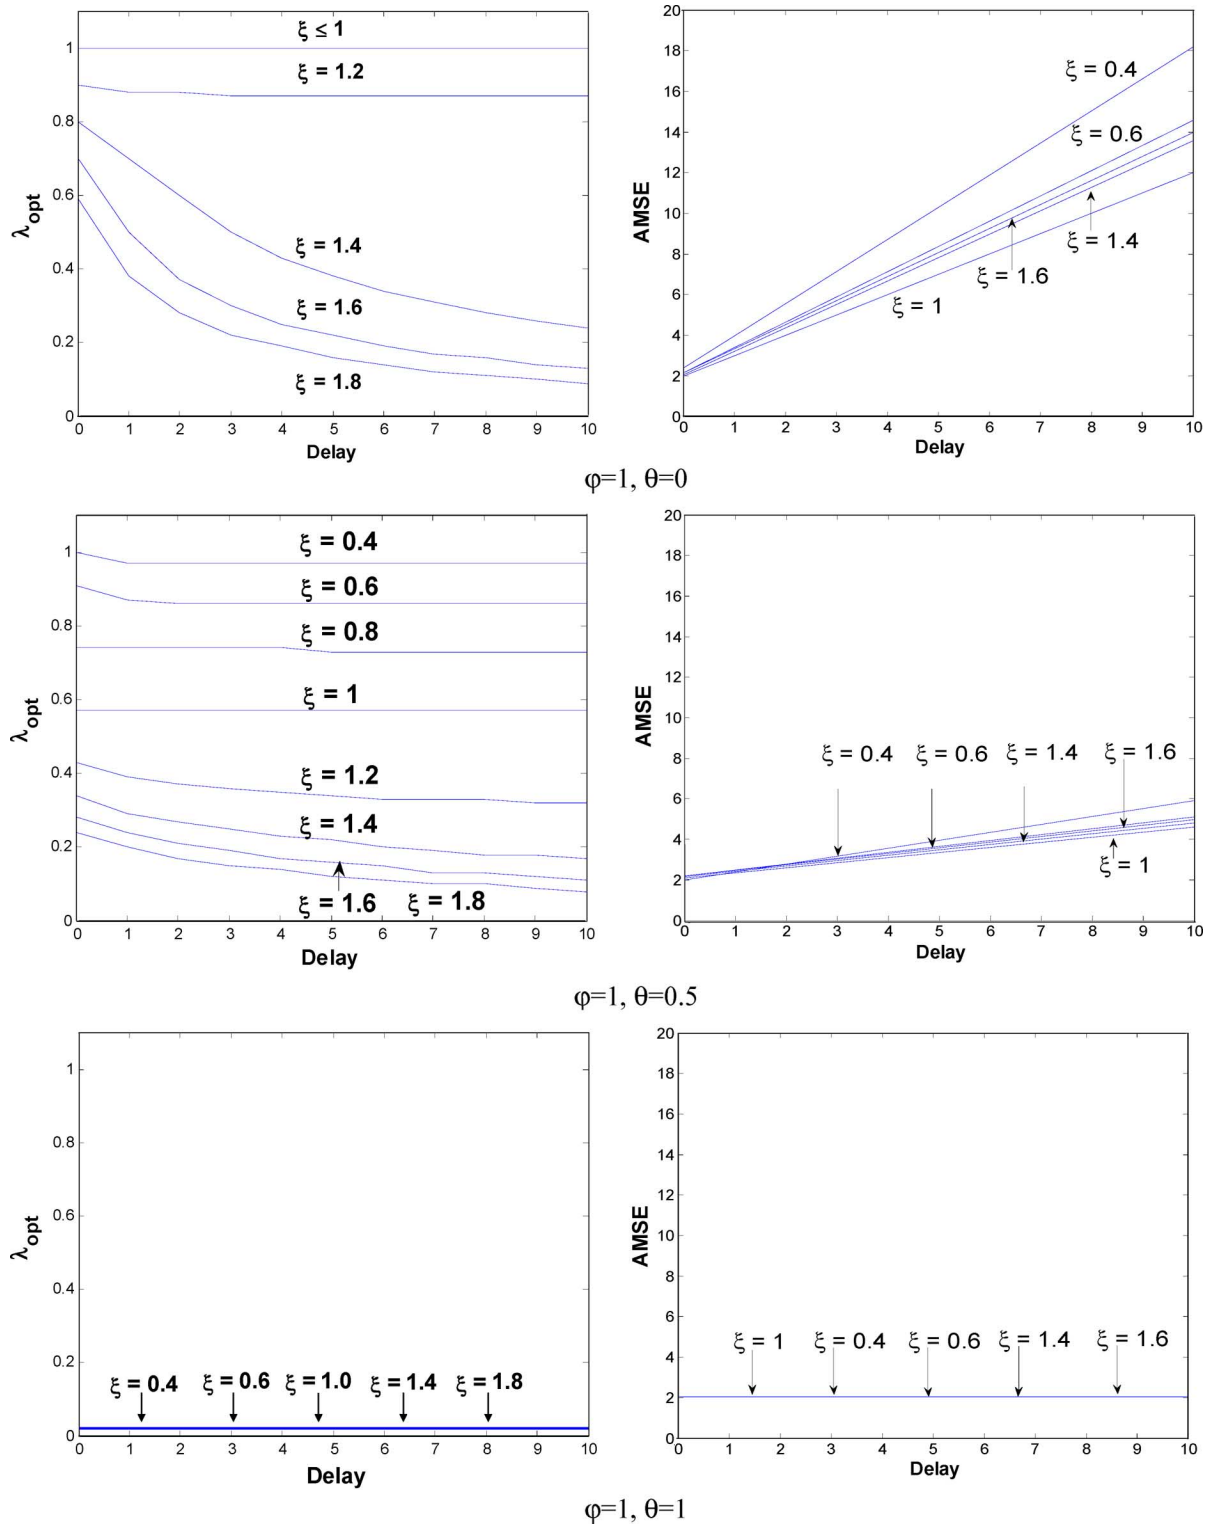 ξ ≤ 1
ξ = 1.2
ξ = 1.4
ξ = 1.6
ξ = 1.8
λopt
1
0.8
0.6
0.4
0.2
0
0 1 2 3 4 5 6 7 8 9 10
Delay
ξ = 0.4
ξ = 0.6
ξ = 1.4
ξ = 1.6
ξ = 1
AMSE
20
18
16
14
12
10
8
6
4
2
0
0 1 2 3 4 5 6 7 8 9 10
Delay
φ=1, θ=0
ξ = 0.4
ξ = 0.6
ξ = 0.8
ξ = 1
ξ = 1.2
ξ = 1.4
ξ = 1.6 ξ = 1.8
λopt
1
0.8
0.6
0.4
0.2
0
0 1 2 3 4 5 6 7 8 9 10
Delay
ξ = 0.4 ξ = 0.6 ξ = 1.4 ξ = 1.6
ξ = 1
AMSE
20
18
16
14
12
10
8
6
4
2
0
0 1 2 3 4 5 6 7 8 9 10
Delay
φ=1, θ=0.5
λopt
1
0.8
0.6
0.4
0.2
0
ξ = 0.4 ξ = 0.6 ξ = 1.0 ξ = 1.4 ξ = 1.8
0 1 2 3 4 5 6 7 8 9 10
Delay
AMSE
20
18
16
14
12
10
8
6
4
2
0
ξ = 1 ξ = 0.4 ξ = 0.6 ξ = 1.4 ξ = 1.6
0 1 2 3 4 5 6 7 8 9 10
Delay
φ=1, θ=1